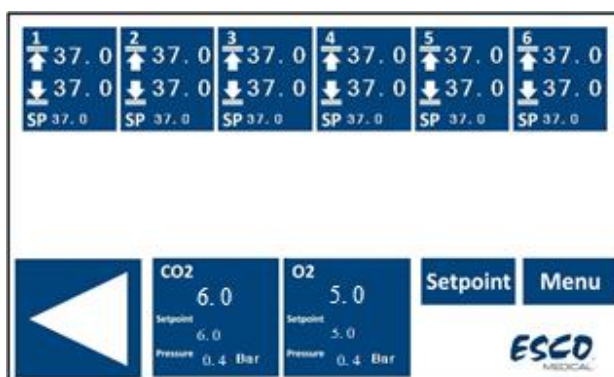 1 2 3 4 5 6
37.0 37.0 37.0 37.0 37.0 37.0
37.0 37.0 37.0 37.0 37.0 37.0
SP 37.0 SP 37.0 SP 37.0 SP 37.0 SP 37.0 SP 37.0
CO2
6.0
Setpoint
6.0
Pressure 0.4 Bar
O2
5.0
Setpoint
5.0
Pressure 0.4 Bar
Setpoint
Menu
ESCO
MEDICAL